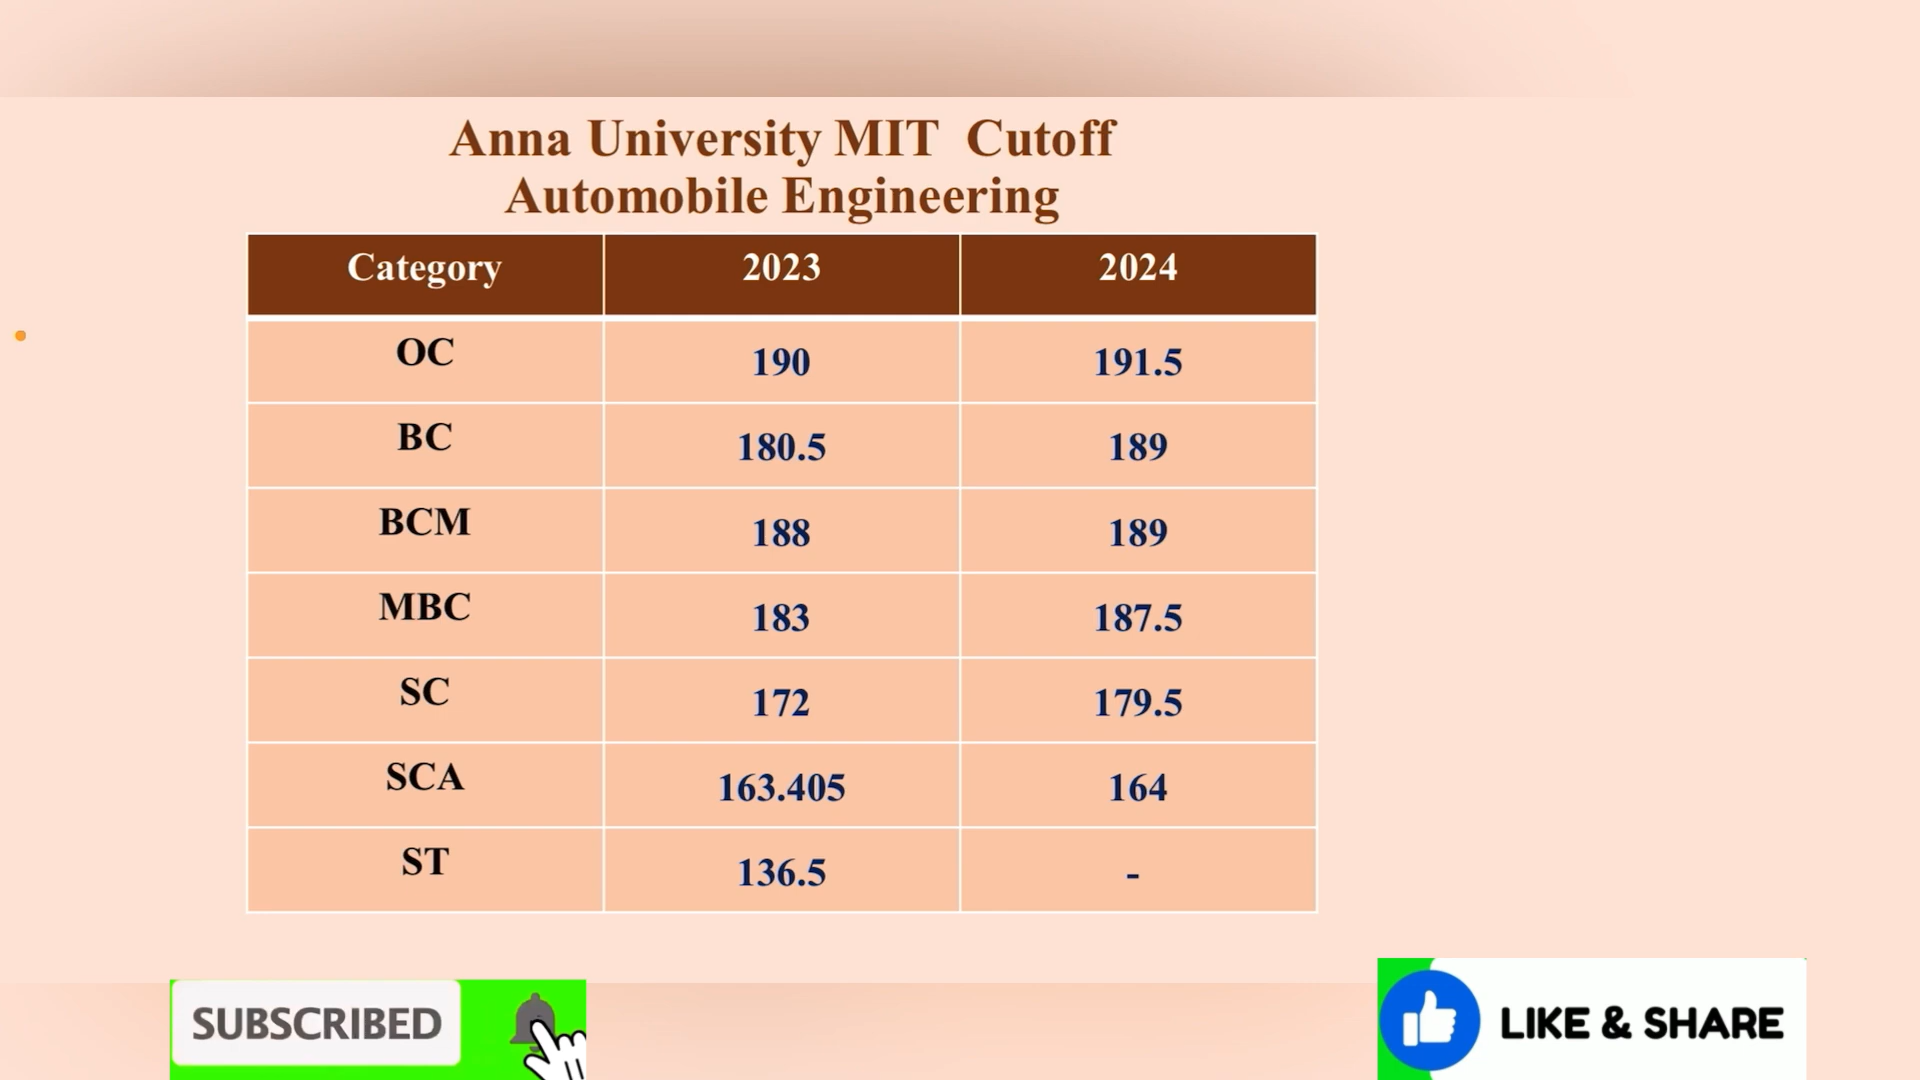 Anna University MIT Cutoff
Automobile Engineering
Category 2023 2024
OC 190 191.5
BC 180.5 189
BCM 188 189
MBC 183 187.5
SC 172 179.5
SCA 163.405 164
ST 136.5 -
SUBSCRIBED
LIKE & SHARE